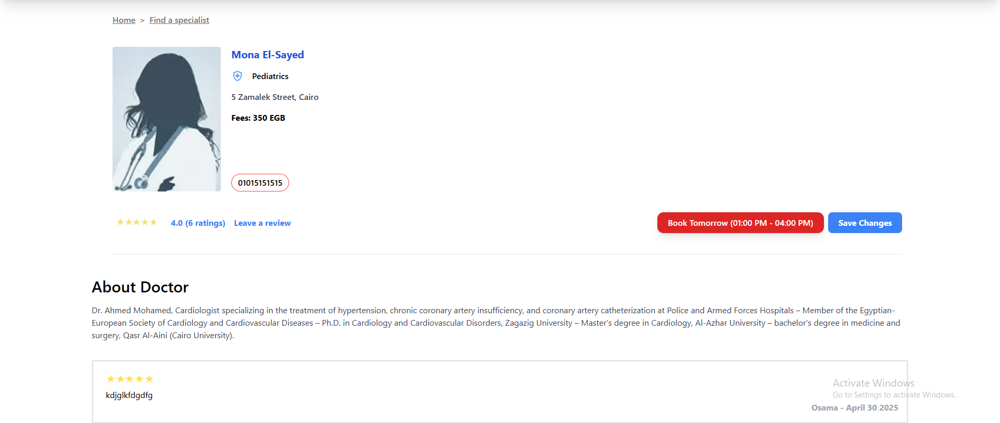 Home > Find a specialist
Mona El-Sayed
Pediatrics
5 Zamalek Street, Cairo
Fees: 350 EGB
01015151515
★★★★★ 4.0 (6 ratings) Leave a review
Book Tomorrow (01:00 PM - 04:00 PM) Save Changes
About Doctor
Dr. Ahmed Mohamed, Cardiologist specializing in the treatment of hypertension, chronic coronary artery insufficiency, and coronary artery catheterization at Police and Armed Forces Hospitals – Member of the Egyptian-
European Society of Cardiology and Cardiovascular Diseases – Ph.D. in Cardiology and Cardiovascular Disorders, Zagazig University – Master's degree in Cardiology, Al-Azhar University – bachelor's degree in medicine and
surgery, Qasr Al-Aini (Cairo University).
★★★★★
kdjglkfdgdfg
Activate Windows
Go to Settings to activate Windows.
Osama - April 30 2025